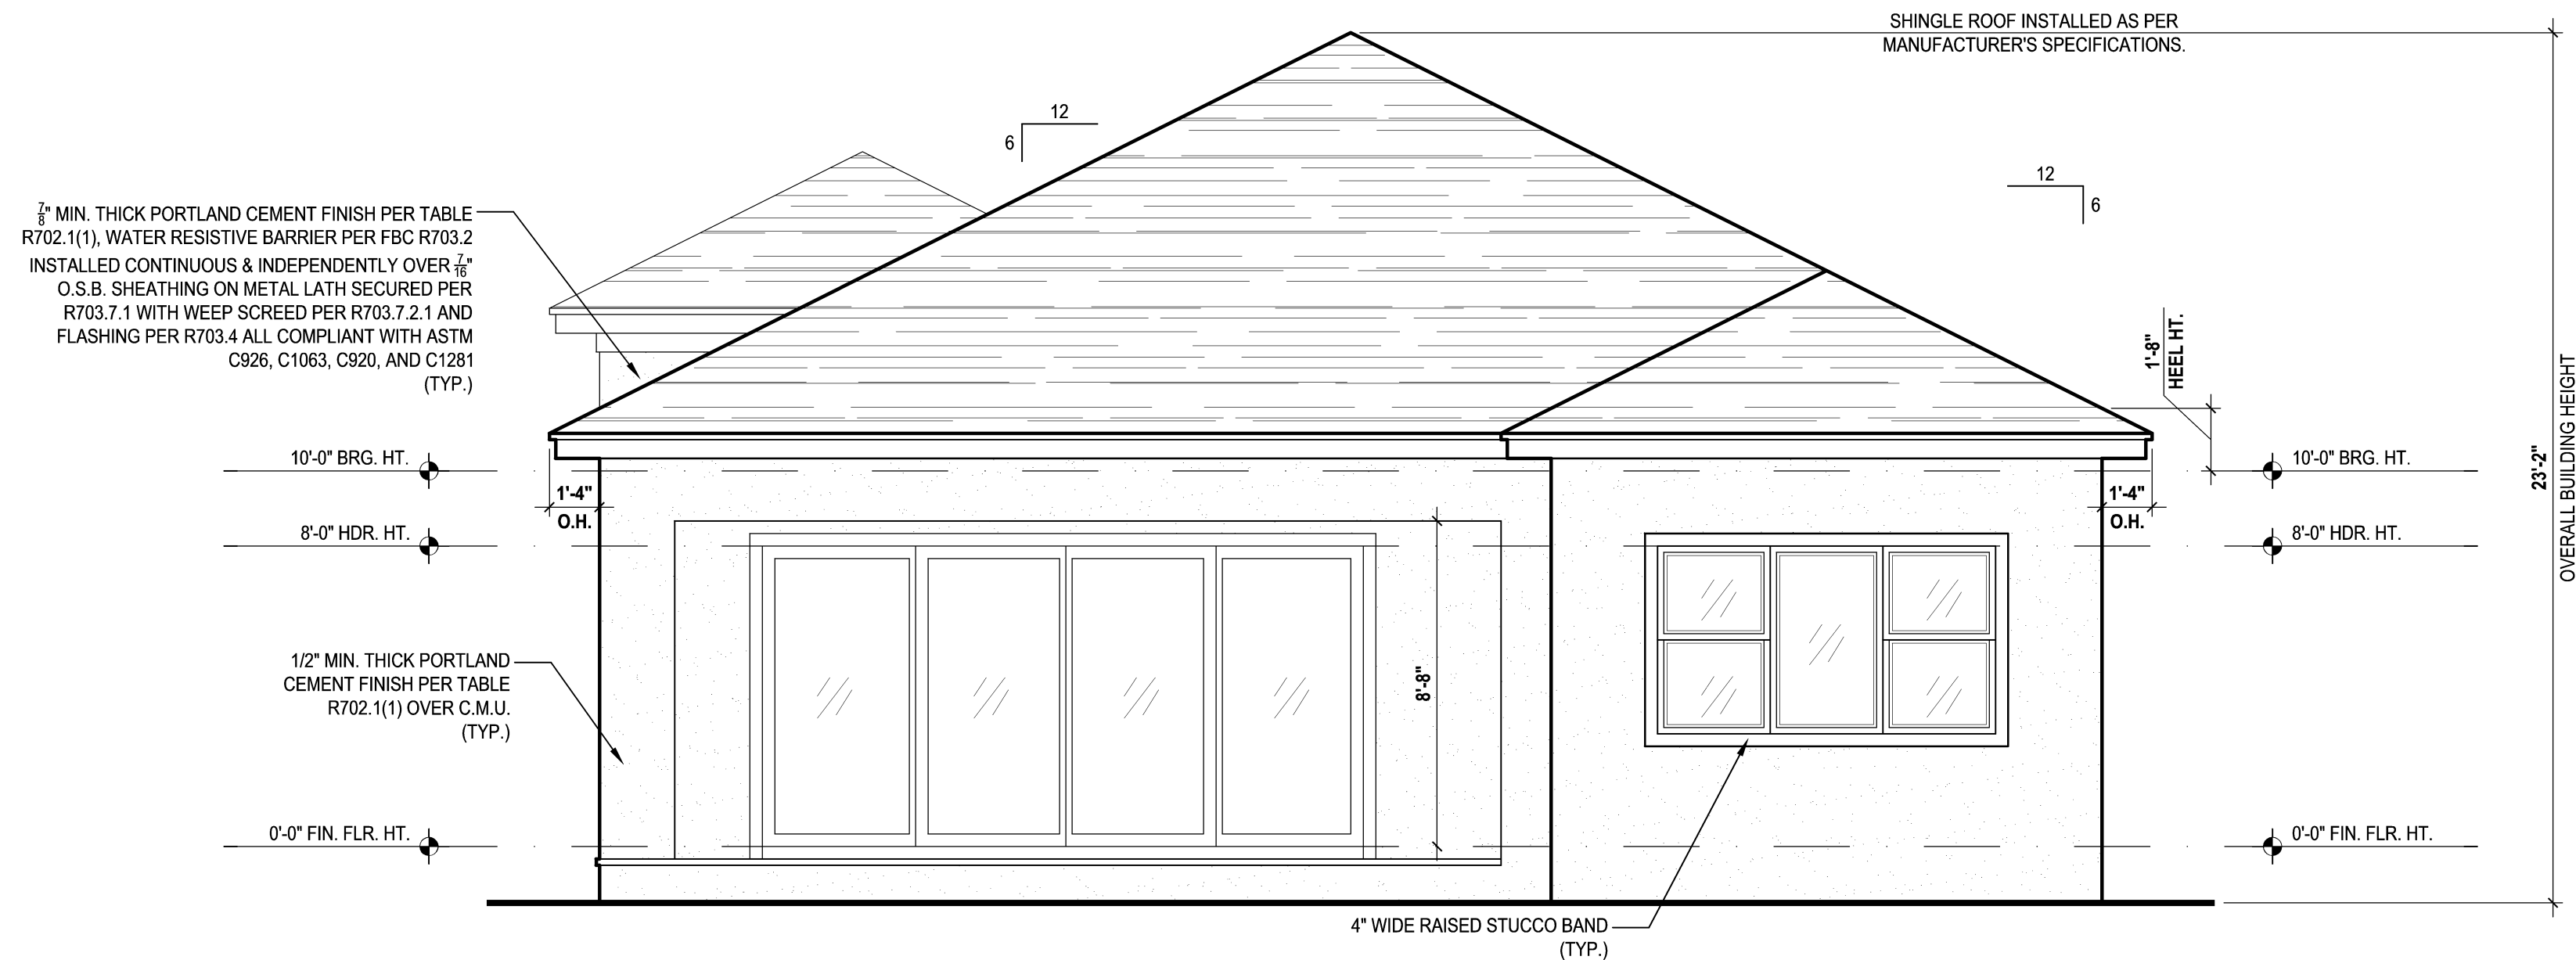 SHINGLE ROOF INSTALLED AS PER
MANUFACTURER'S SPECIFICATIONS.
12
6
12
6
7/8" MIN. THICK PORTLAND CEMENT FINISH PER TABLE
R702.1(1), WATER RESISTIVE BARRIER PER FBC R703.2
INSTALLED CONTINUOUS & INDEPENDENTLY OVER 7/16"
O.S.B. SHEATHING ON METAL LATH SECURED PER
R703.7.1 WITH WEEP SCREED PER R703.7.2.1 AND
FLASHING PER R703.4 ALL COMPLIANT WITH ASTM
C926, C1063, C920, AND C1281
(TYP.)
1'-8"
HEEL HT.
23'-2"
OVERALL BUILDING HEIGHT
10'-0" BRG. HT.
10'-0" BRG. HT.
1'-4"
O.H.
1'-4"
O.H.
8'-0" HDR. HT.
8'-0" HDR. HT.
8'-8"
1/2" MIN. THICK PORTLAND
CEMENT FINISH PER TABLE
R702.1(1) OVER C.M.U.
(TYP.)
0'-0" FIN. FLR. HT.
0'-0" FIN. FLR. HT.
4" WIDE RAISED STUCCO BAND
(TYP.)